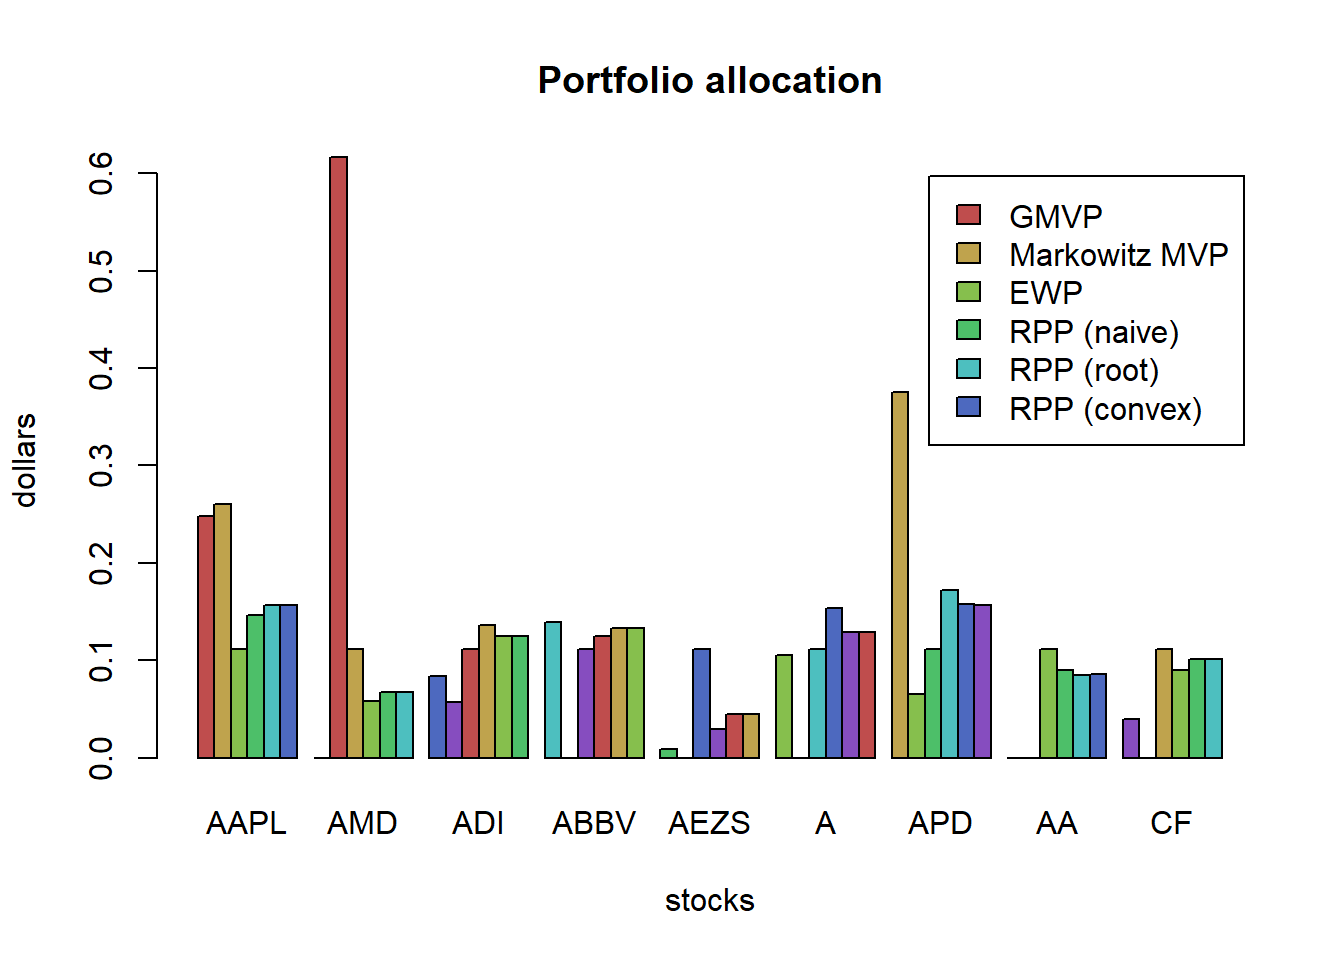 Portfolio allocation
0.6
0.5
0.4
0.3
0.2
0.1
0.0
dollars
GMVP
Markowitz MVP
EWP
RPP (naive)
RPP (root)
RPP (convex)
AAPL AMD ADI ABBV AEZS A APD AA CF
stocks